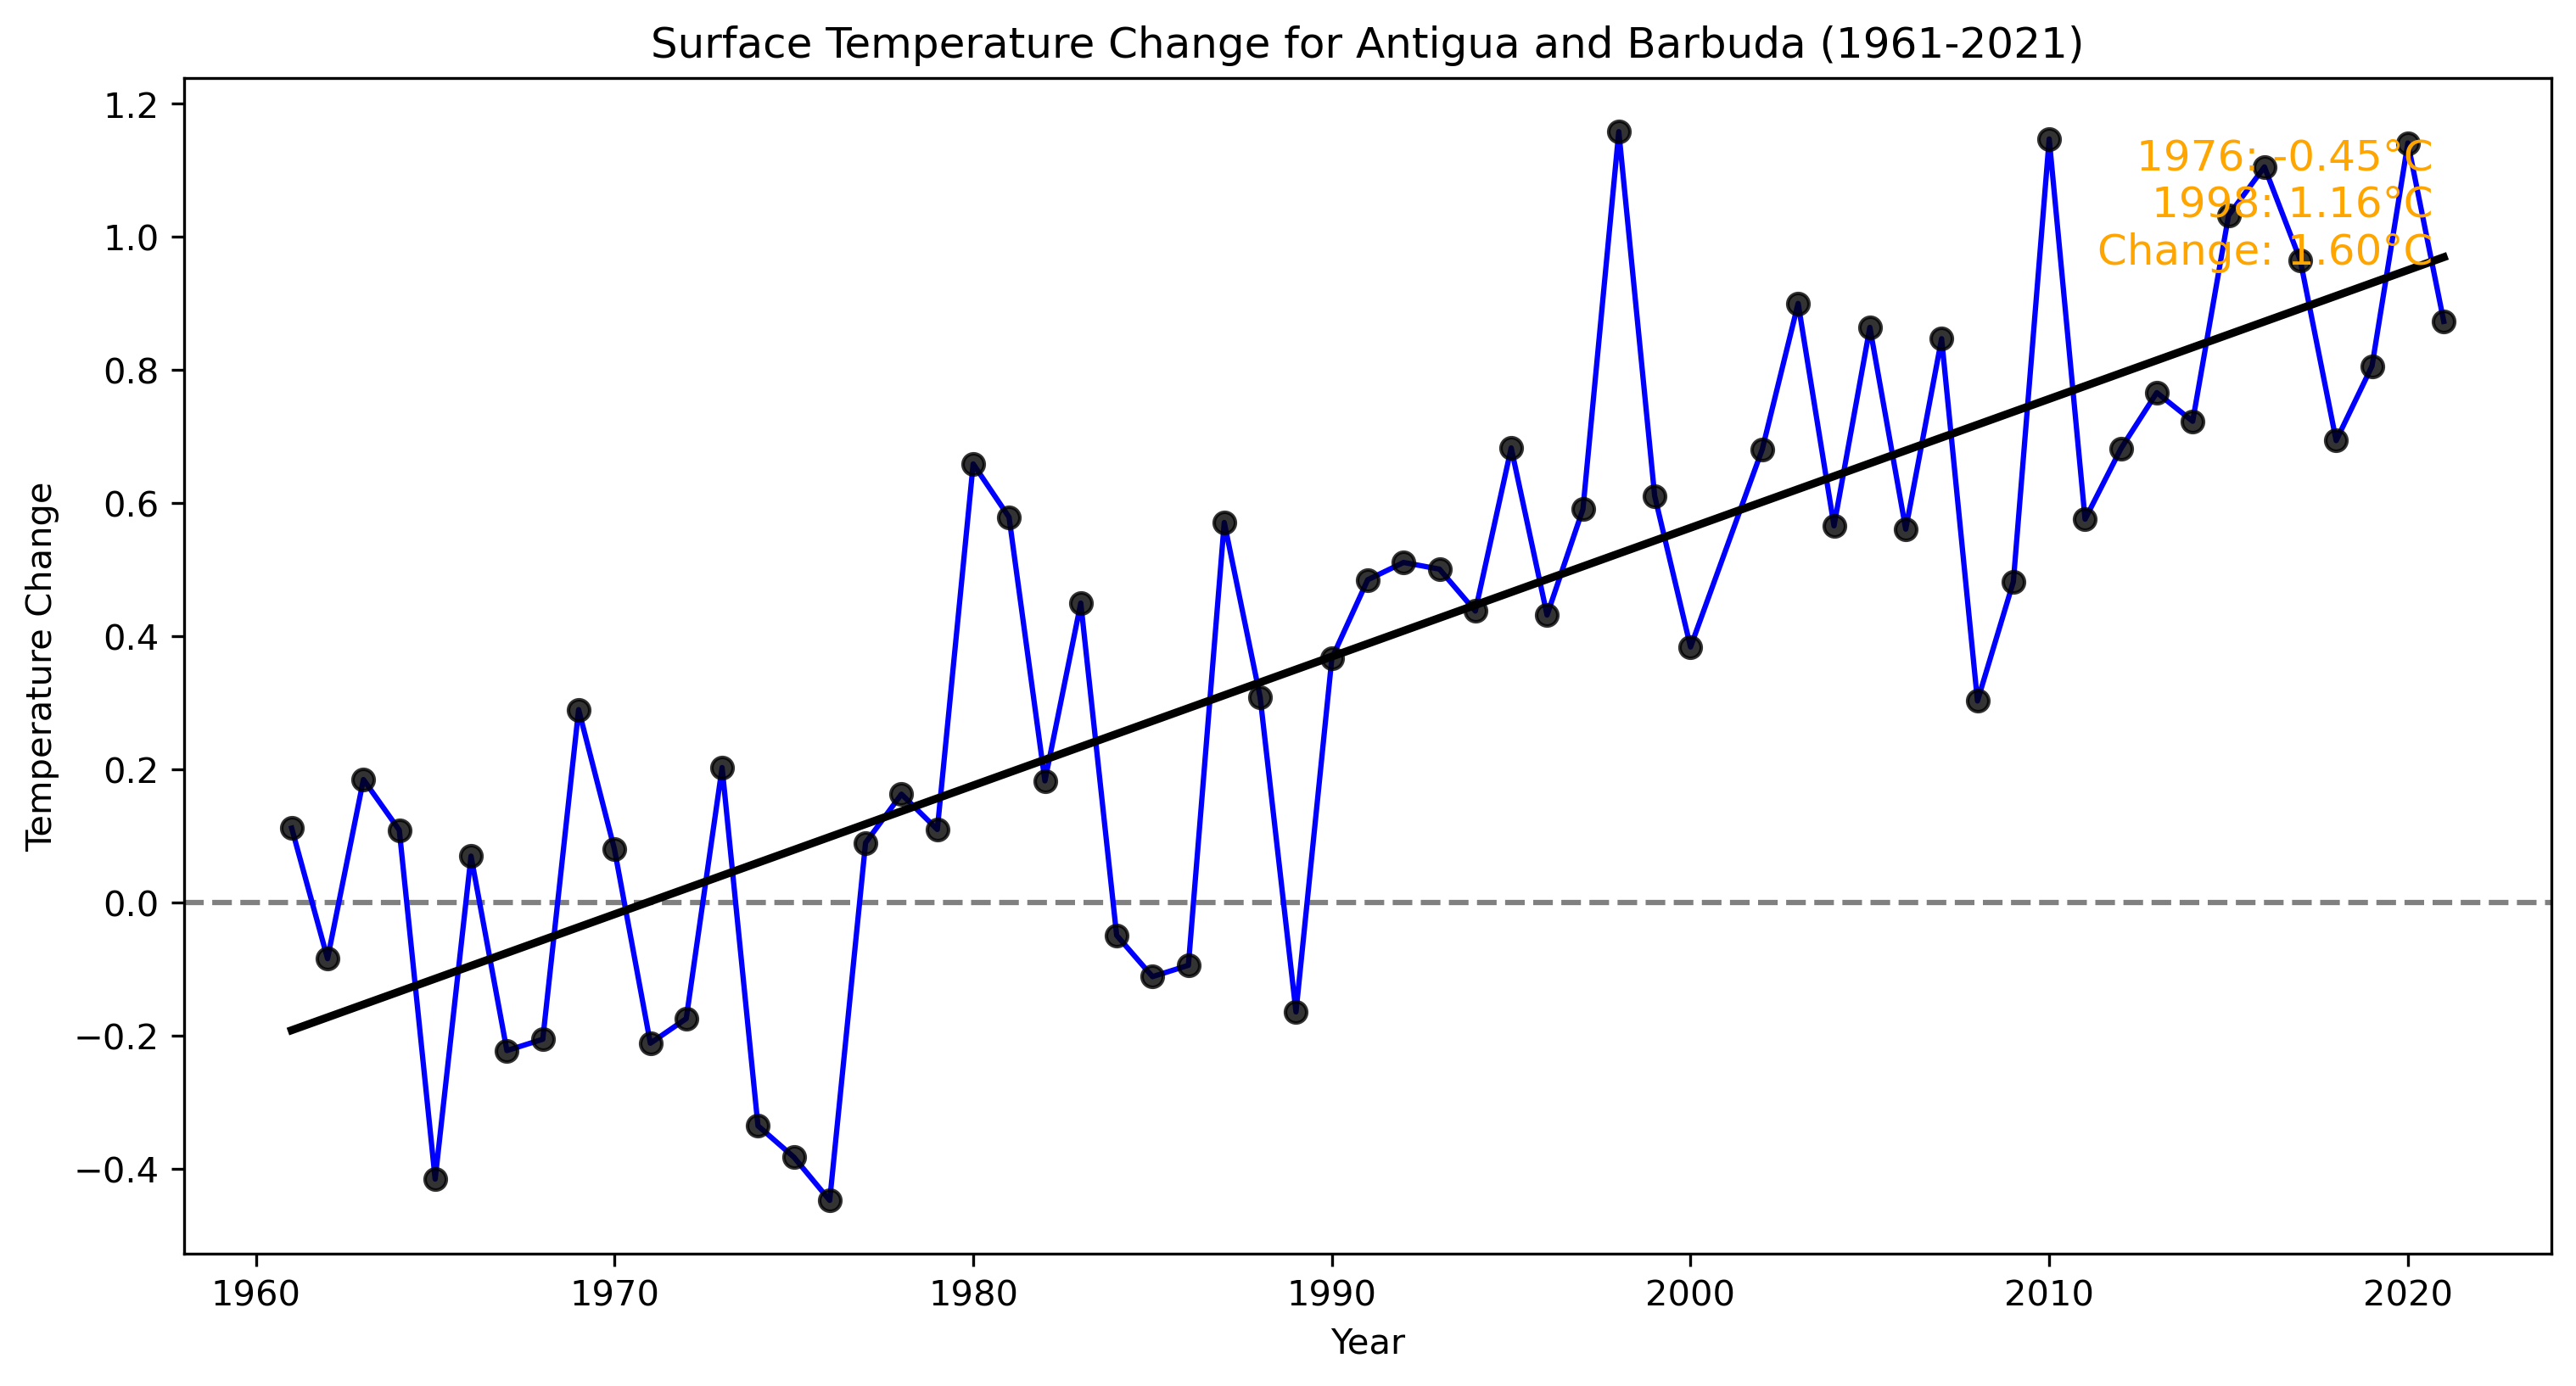 Surface Temperature Change for Antigua and Barbuda (1961-2021)
1976: -0.45°C
1998: 1.16°C
Change: 1.60°C
Temperature Change
1.2
1.0
0.8
0.6
0.4
0.2
0.0
−0.2
−0.4
1960 1970 1980 1990 2000 2010 2020
Year